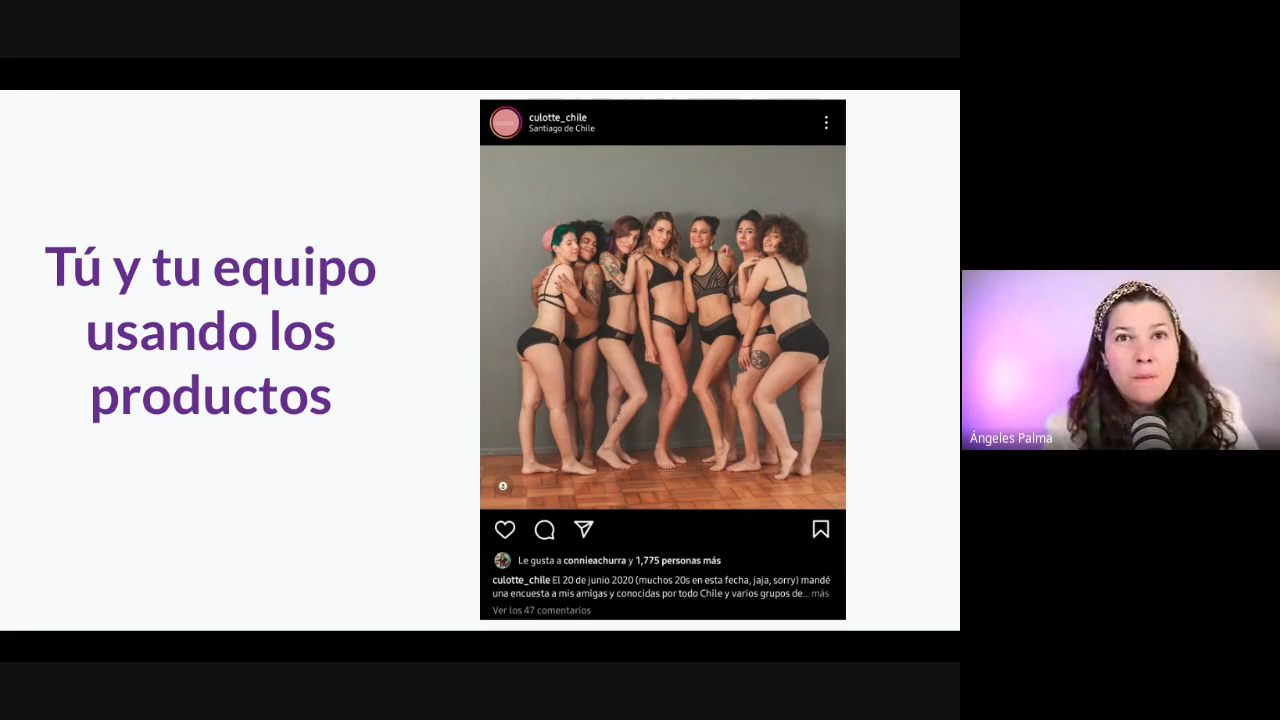 Tú y tu equipo
usando los
productos
culotte_chile
Santiago de Chile
Le gusta a connieachurra y 1,775 personas más
culotte_chile El 20 de junio 2020 (muchos 20s en esta fecha, jaja, sorry) mandé
una encuesta a mis amigas y conocidas por todo Chile y varios grupos de... más
Ver los 47 comentarios
Ángeles Palma